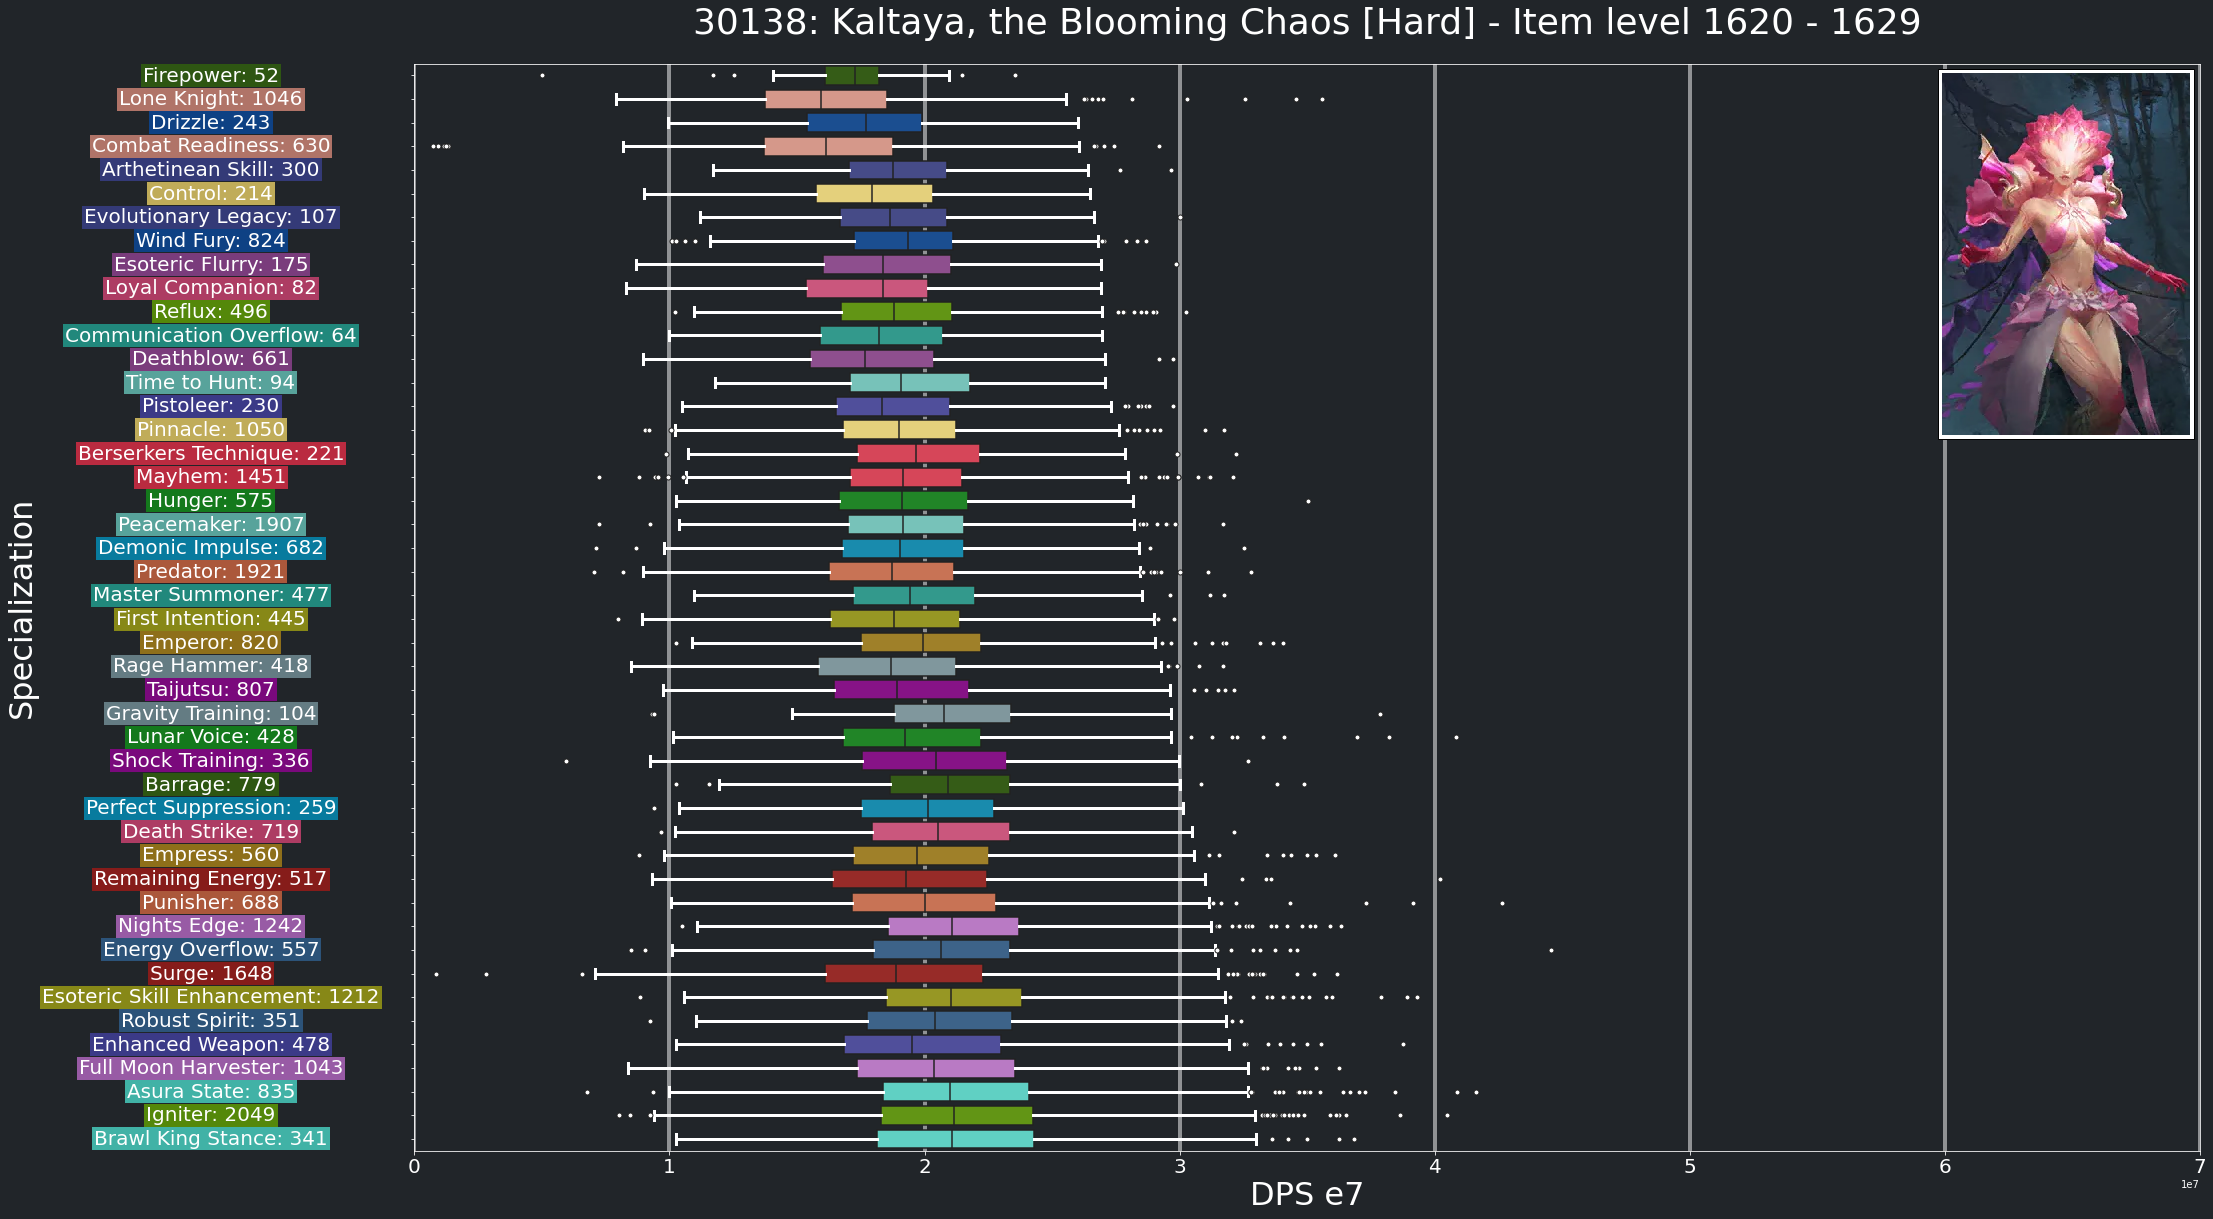 30138: Kaltaya, the Blooming Chaos [Hard] - Item level 1620 - 1629
Specialization
Firepower: 52
Lone Knight: 1046
Drizzle: 243
Combat Readiness: 630
Arthetinean Skill: 300
Control: 214
Evolutionary Legacy: 107
Wind Fury: 824
Esoteric Flurry: 175
Loyal Companion: 82
Reflux: 496
Communication Overflow: 64
Deathblow: 661
Time to Hunt: 94
Pistoleer: 230
Pinnacle: 1050
Berserkers Technique: 221
Mayhem: 1451
Hunger: 575
Peacemaker: 1907
Demonic Impulse: 682
Predator: 1921
Master Summoner: 477
First Intention: 445
Emperor: 820
Rage Hammer: 418
Taijutsu: 807
Gravity Training: 104
Lunar Voice: 428
Shock Training: 336
Barrage: 779
Perfect Suppression: 259
Death Strike: 719
Empress: 560
Remaining Energy: 517
Punisher: 688
Nights Edge: 1242
Energy Overflow: 557
Surge: 1648
Esoteric Skill Enhancement: 1212
Robust Spirit: 351
Enhanced Weapon: 478
Full Moon Harvester: 1043
Asura State: 835
Igniter: 2049
Brawl King Stance: 341
0 1 2 3 4 5 6 7
1e7
DPS e7